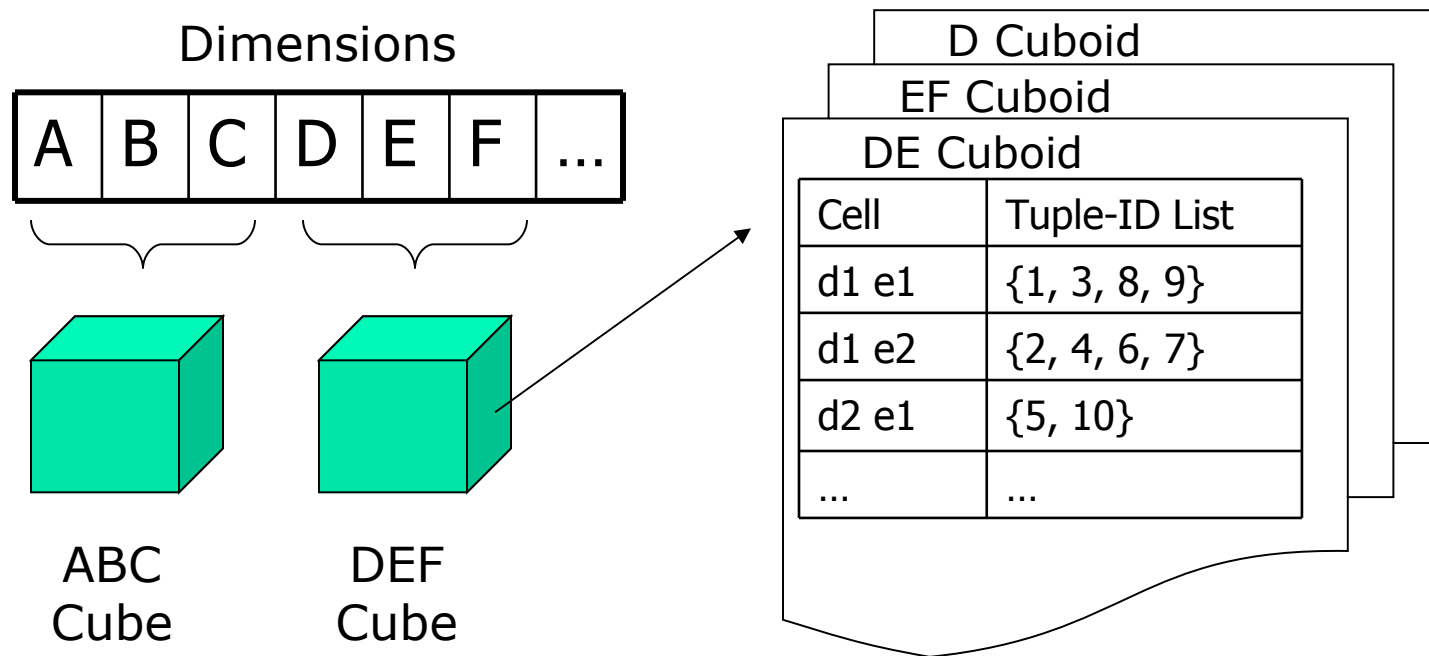 Dimensions
A B C D E F ...
ABC
Cube
DEF
Cube
D Cuboid
EF Cuboid
DE Cuboid
Cell Tuple-ID List
d1 e1 {1, 3, 8, 9}
d1 e2 {2, 4, 6, 7}
d2 e1 {5, 10}
... ...